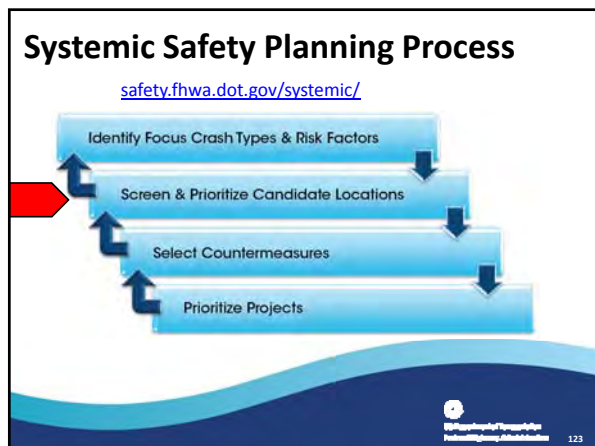 Systemic Safety Planning Process
safety.fhwa.dot.gov/systemic/
Identify Focus Crash Types & Risk Factors
Screen & Prioritize Candidate Locations
Select Countermeasures
Prioritize Projects
123